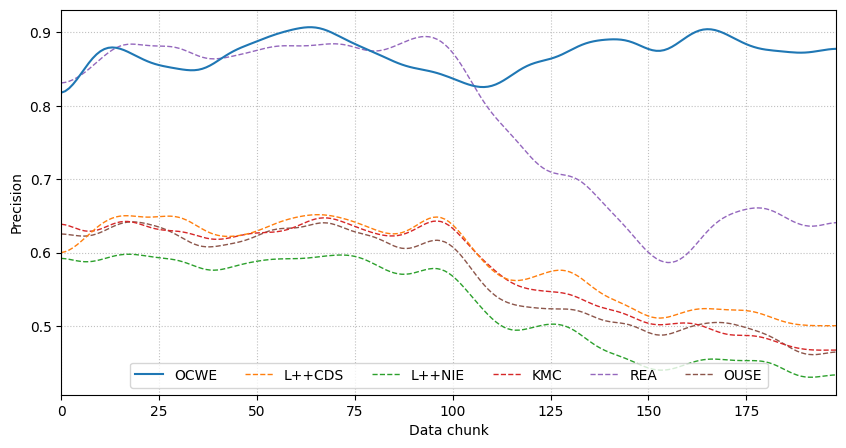 0.9
0.8
0.7
0.6
0.5
Precision
OCWE L++CDS L++NIE KMC REA OUSE
0 25 50 75 100 125 150 175
Data chunk